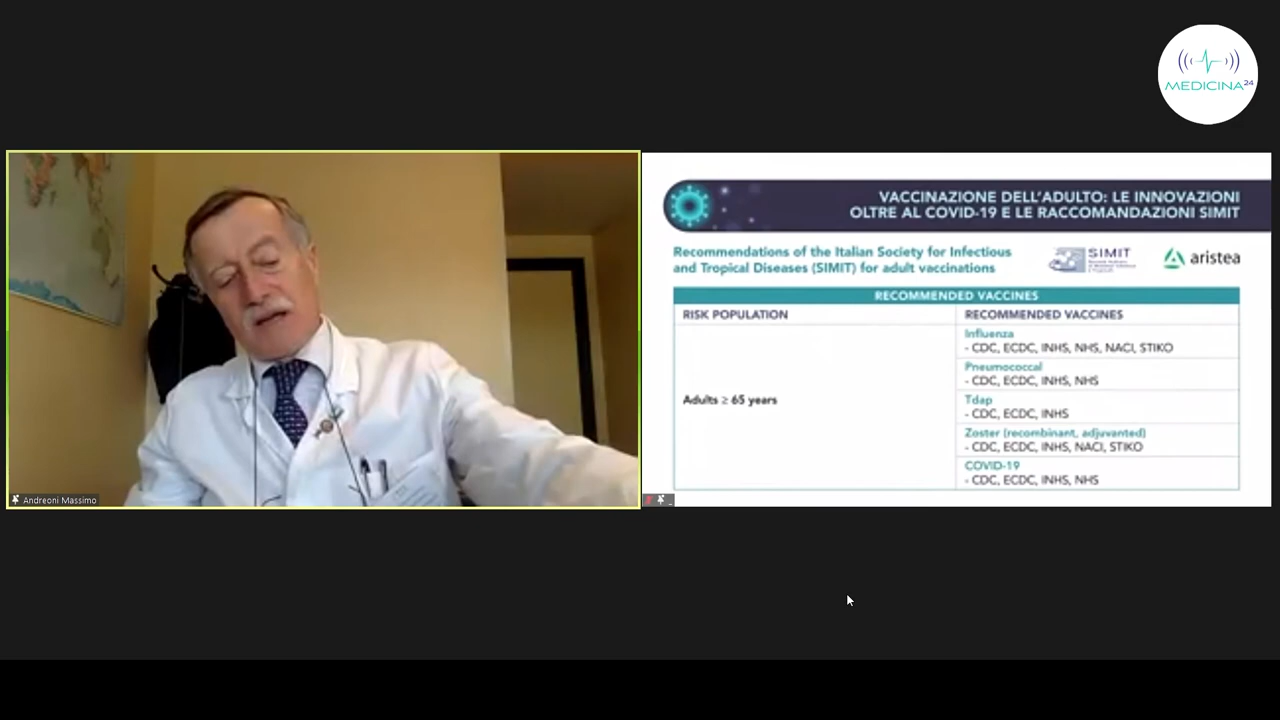 MEDICINA24
VACCINAZIONE DELL'ADULTO: LE INNOVAZIONI
OLTRE AL COVID-19 E LE RACCOMANDAZIONI SIMIT
Recommendations of the Italian Society for Infectious
and Tropical Diseases (SIMIT) for adult vaccinations
SIMIT
aristea
RECOMMENDED VACCINES
RISK POPULATION
RECOMMENDED VACCINES
Adults ≥ 65 years
Influenza
- CDC, ECDC, INHS, NHS, NACI, STIKO
Pneumococcal
- CDC, ECDC, INHS, NHS
Tdap
- CDC, ECDC, INHS
Zoster (recombinant, adjuvanted)
- CDC, ECDC, INHS, NACI, STIKO
COVID-19
- CDC, ECDC, INHS, NHS
Andreoni Massimo